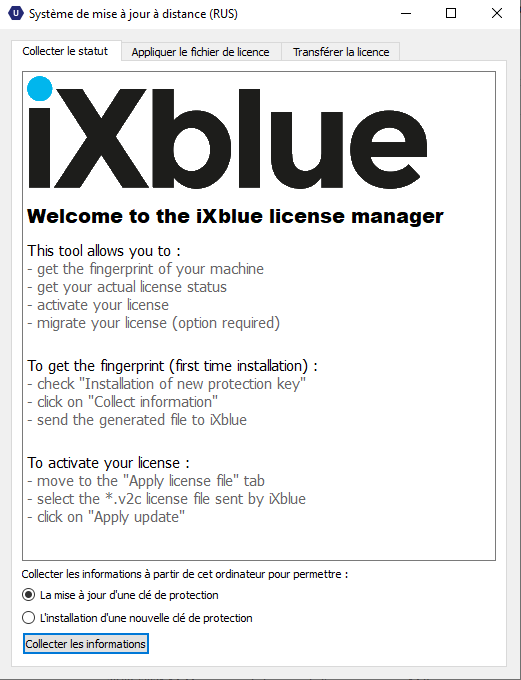 Système de mise à jour à distance (RUS)
Collecter le statut
Appliquer le fichier de licence
Transférer la licence
iXblue
Welcome to the iXblue license manager
This tool allows you to :
- get the fingerprint of your machine
- get your actual license status
- activate your license
- migrate your license (option required)
To get the fingerprint (first time installation) :
- check "Installation of new protection key"
- click on "Collect information"
- send the generated file to iXblue
To activate your license :
- move to the "Apply license file" tab
- select the *.v2c license file sent by iXblue
- click on "Apply update"
Collecter les informations à partir de cet ordinateur pour permettre :
La mise à jour d'une clé de protection
L'installation d'une nouvelle clé de protection
Collecter les informations